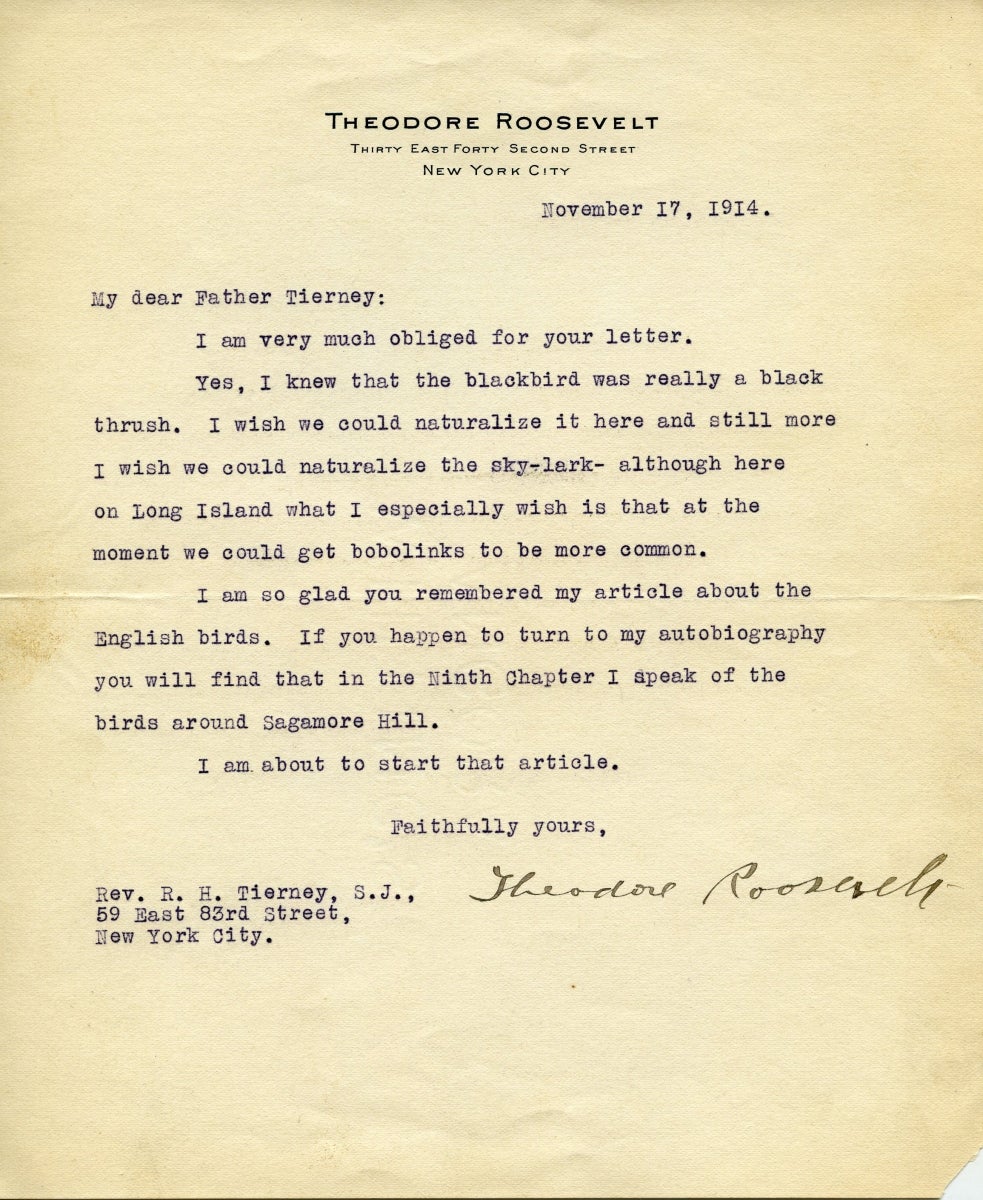 THEODORE ROOSEVELT
THIRTY EAST FORTY SECOND STREET
NEW YORK CITY
November 17, 1914.
My dear Father Tierney:
I am very much obliged for your letter.
Yes, I knew that the blackbird was really a black
thrush. I wish we could naturalize it here and still more
I wish we could naturalize the sky-lark- although here
on Long Island what I especially wish is that at the
moment we could get bobolinks to be more common.
I am so glad you remembered my article about the
English birds. If you happen to turn to my autobiography
you will find that in the Ninth Chapter I speak of the
birds around Sagamore Hill.
I am about to start that article.
Faithfully yours,
Theodore Roosevelt
Rev. R. H. Tierney, S.J.,
59 East 83rd Street,
New York City.